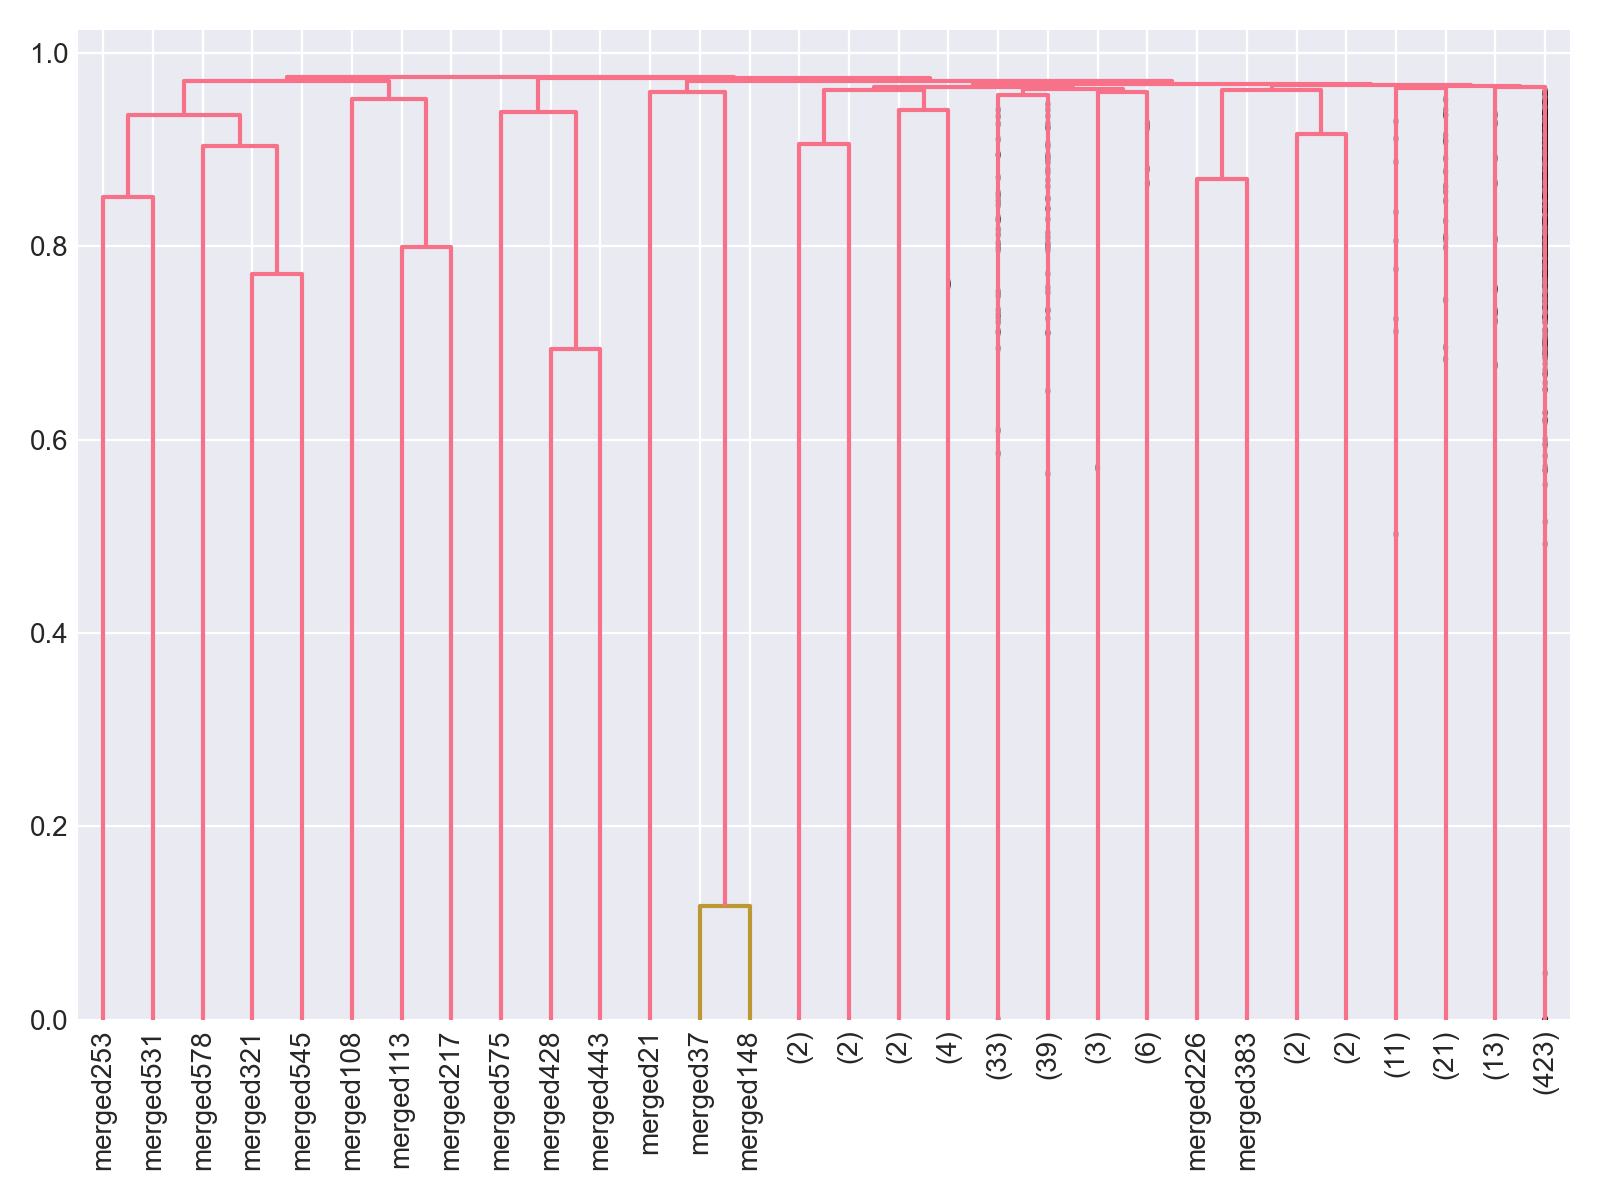 1.0
0.8
0.6
0.4
0.2
0.0
merged253
merged531
merged578
merged321
merged545
merged108
merged113
merged217
merged575
merged428
merged443
merged221
merged37
merged148
(2)
(2)
(2)
(4)
(33)
(39)
(3)
(6)
merged226
merged383
(2)
(2)
(11)
(21)
(13)
(423)